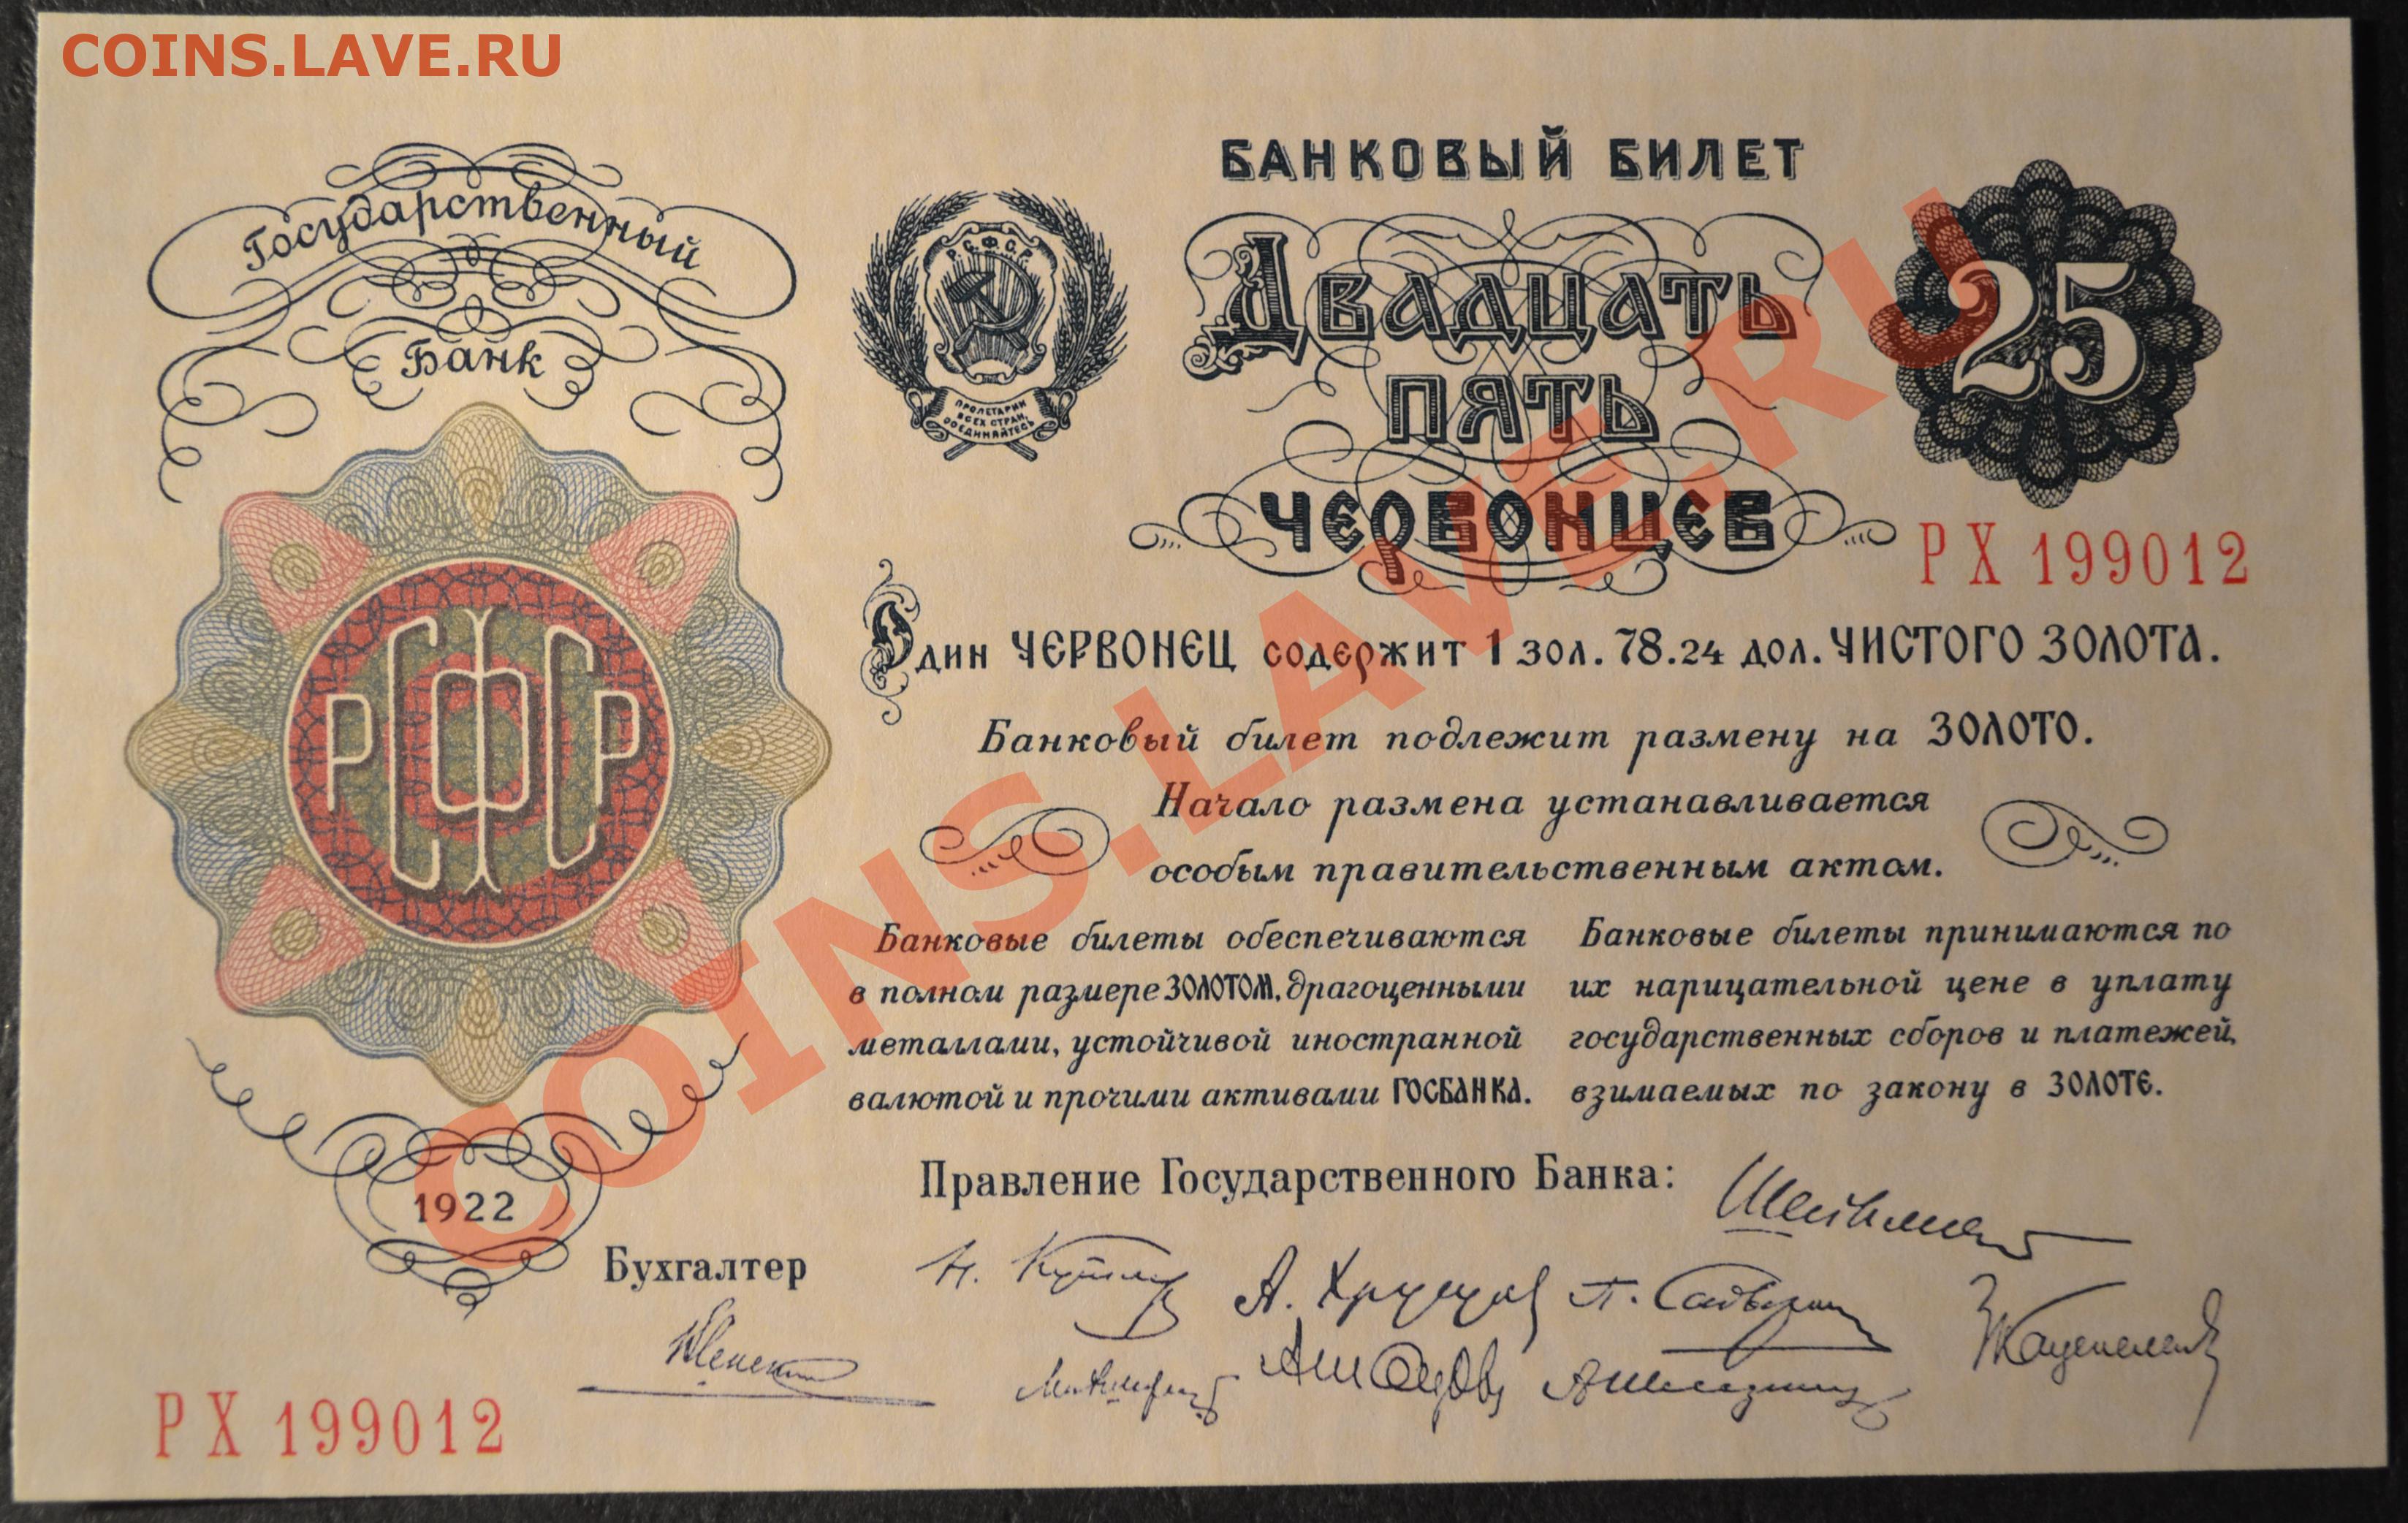 COINS.LAVE.RU
Государственный
Банк
БАНКОВЫЙ БИЛЕТ
Р.С.Ф.С.Р.
ПРОЛЕТАРИИ
ВСЕХ СТРАН,
СОЕДИНЯЙТЕСЬ
Двадцать
пять
червонцев
25
РХ 199012
РСФСР
Один ЧЕРВОНЕЦ содержит 1 зол. 78.24 дол. ЧИСТОГО ЗОЛОТА.
Банковый билет подлежит размену на ЗОЛОТО.
Начало размена устанавливается
особым правительственным актом.
Банковые билеты обеспечиваются
в полном размере ЗОЛОТОМ, драгоценными
металлами, устойчивой иностранной
валютой и прочими активами ГОСБАНКА.
Банковые билеты принимаются по
их нарицательной цене в уплату
государственных сборов и платежей,
взимаемых по закону в ЗОЛОТЕ.
1922
Правление Государственного Банка:
Бухгалтер
РХ 199012
COINS.LAVE.RU